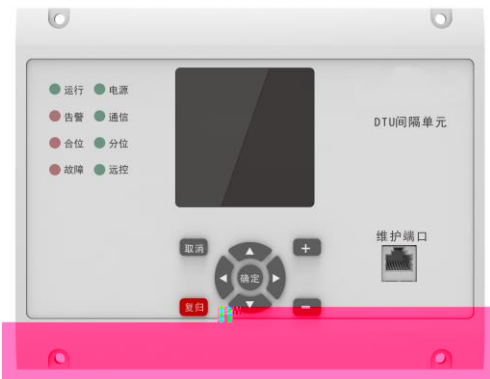 运行 电源
告警 通信
合位 分位
故障 远控
DTU间隔单元
维护端口
取消
+
确定
复归
-